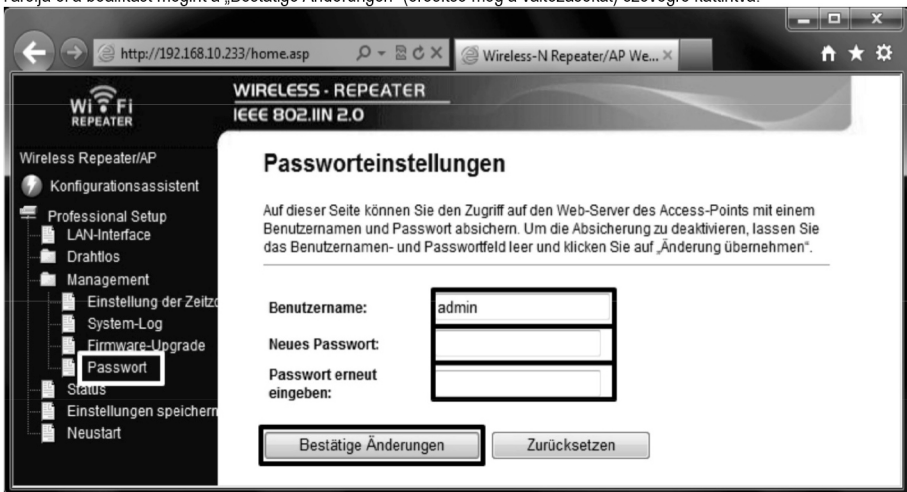 tárolja el a beállítást megint a „Bestätige Änderungen" (erősítse meg a változásokat) szövegre kattintva.
http://192.168.10.233/home.asp
Wireless-N Repeater/AP We...
Wi Fi
REPEATER
WIRELESS - REPEATER
IEEE 802.11N 2.0
Wireless Repeater/AP
Konfigurationsassistent
Professional Setup
LAN-Interface
Drahtlos
Management
Einstellung der Zeitzo
System-Log
Firmware-Upgrade
Passwort
Status
Einstellungen speichern
Neustart
Passworteinstellungen
Auf dieser Seite können Sie den Zugriff auf den Web-Server des Access-Points mit einem
Benutzernamen und Passwort absichern. Um die Absicherung zu deaktivieren, lassen Sie
das Benutzernamen- und Passwortfeld leer und klicken Sie auf „Änderung übernehmen“.
Benutzername:
admin
Neues Passwort:
Passwort erneut
eingeben:
Bestätige Änderungen
Zurücksetzen